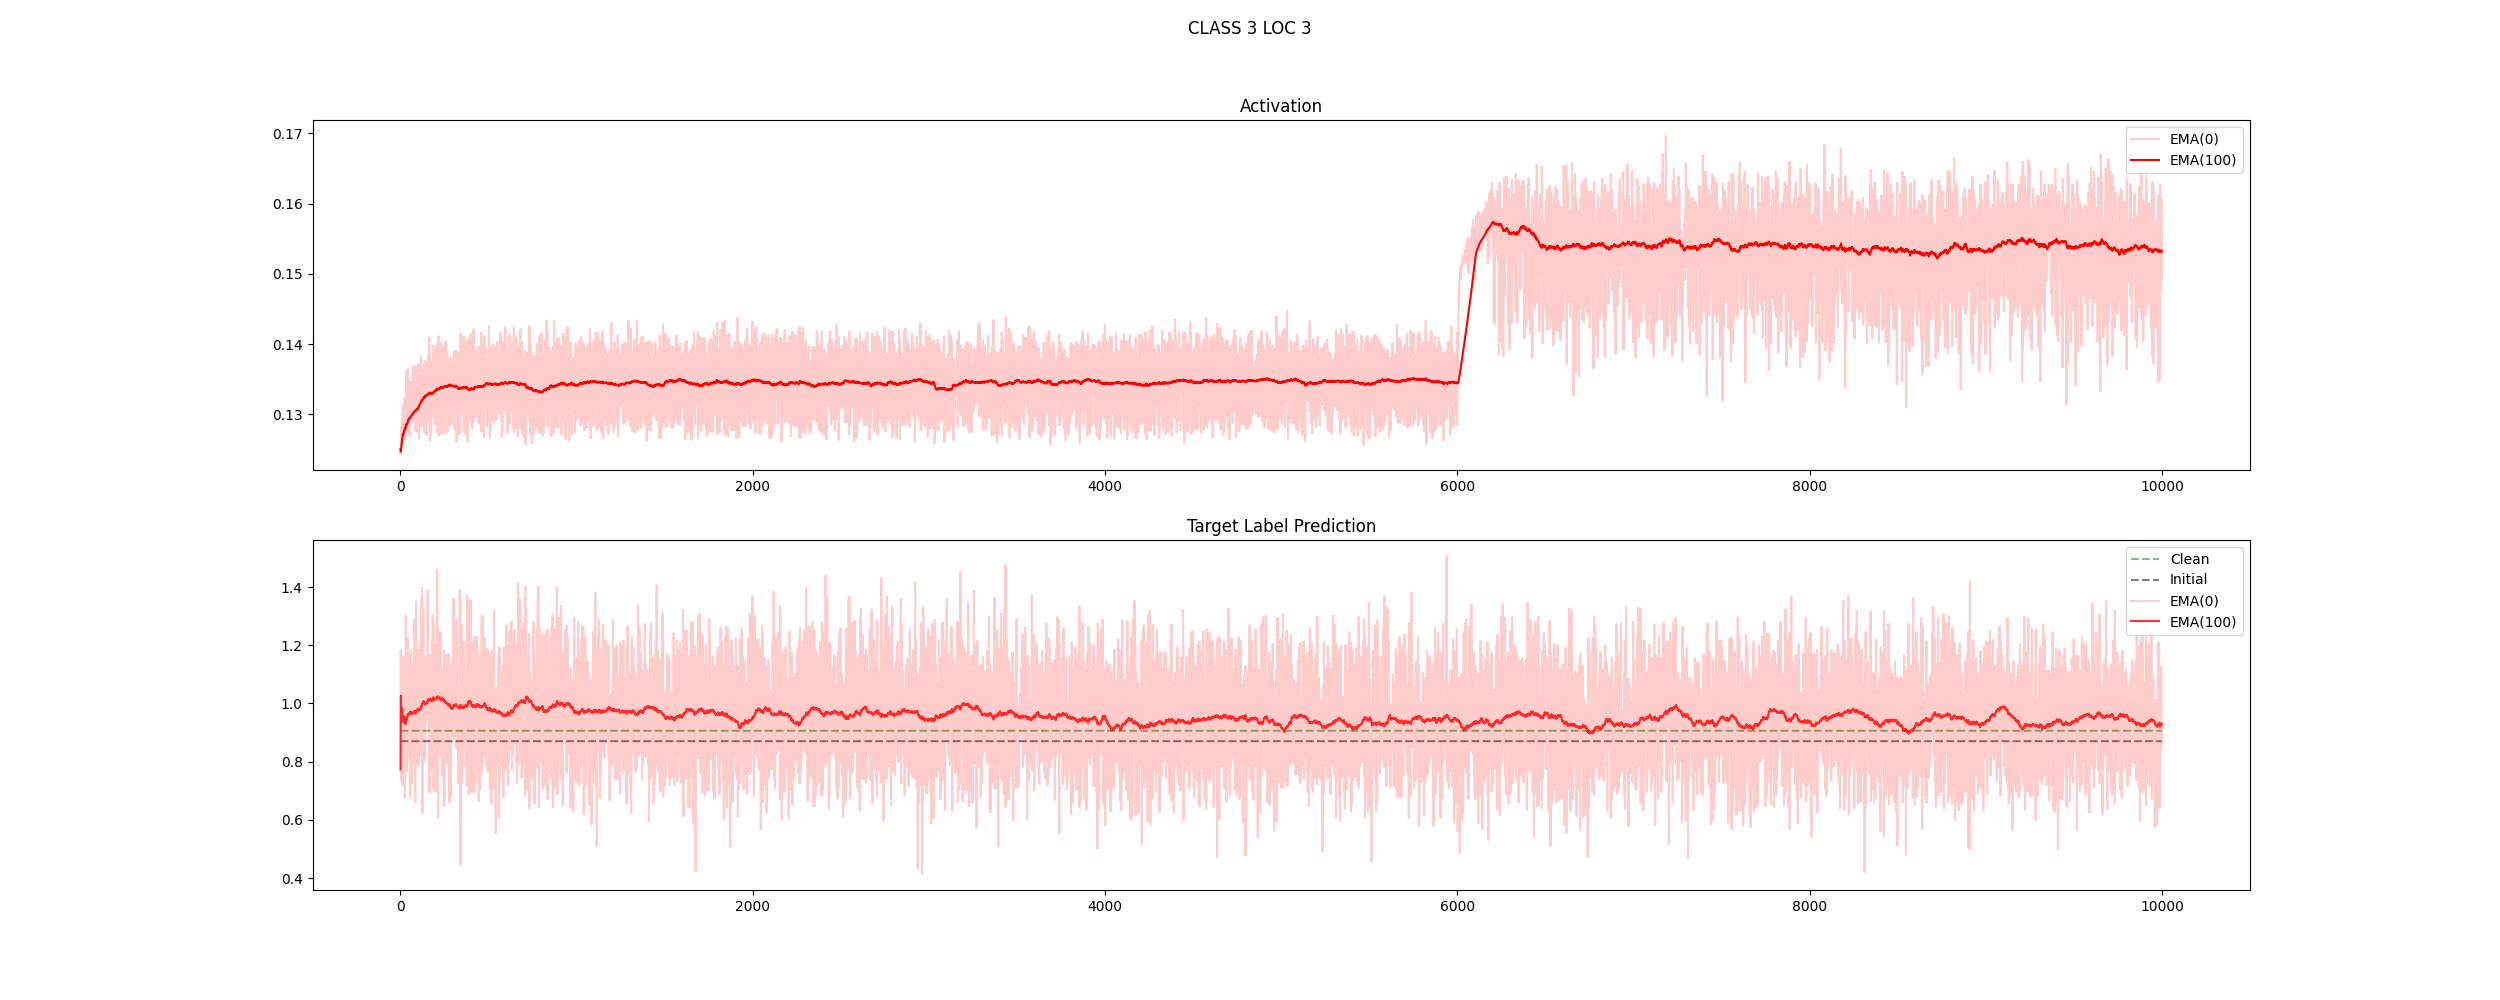 CLASS 3 LOC 3
Activation
0.17
0.16
0.15
0.14
0.13
EMA(0)
EMA(100)
0 2000 4000 6000 8000 10000
Target Label Prediction
1.4
1.2
1.0
0.8
0.6
0.4
Clean
Initial
EMA(0)
EMA(100)
0 2000 4000 6000 8000 10000